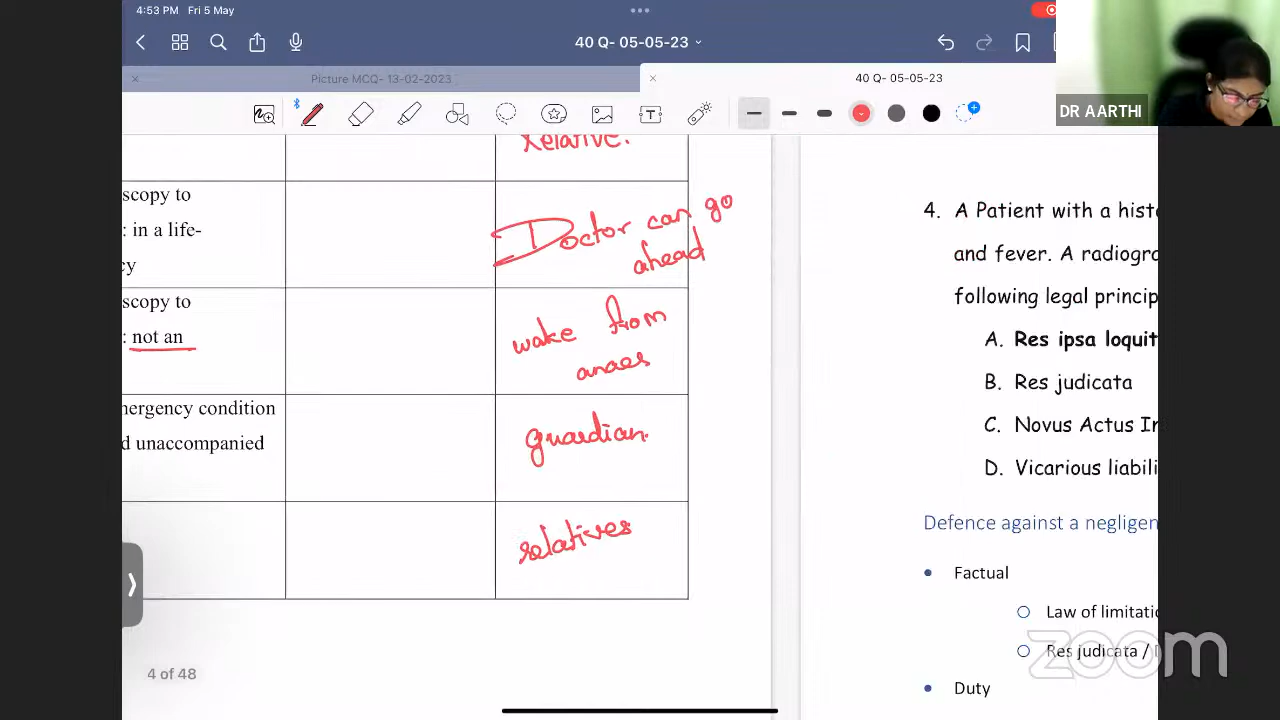 4:53 PM Fri 5 May
40 Q- 05-05-23
Picture MCQ- 13-02-2023
40 Q- 05-05-23
DR AARTHI
Relative.
scopy to
: in a life-
cy
Doctor can go
ahead
scopy to
: not an
wake from
anaes
mergency condition
d unaccompanied
guardian.
relatives
4 of 48
4. A Patient with a hist
and fever. A radiogra
following legal princip
A. Res ipsa loquit
B. Res judicata
C. Novus Actus In
D. Vicarious liabili
Defence against a negligen
Factual
Law of limitatio
Res judicata /
Duty
zoom